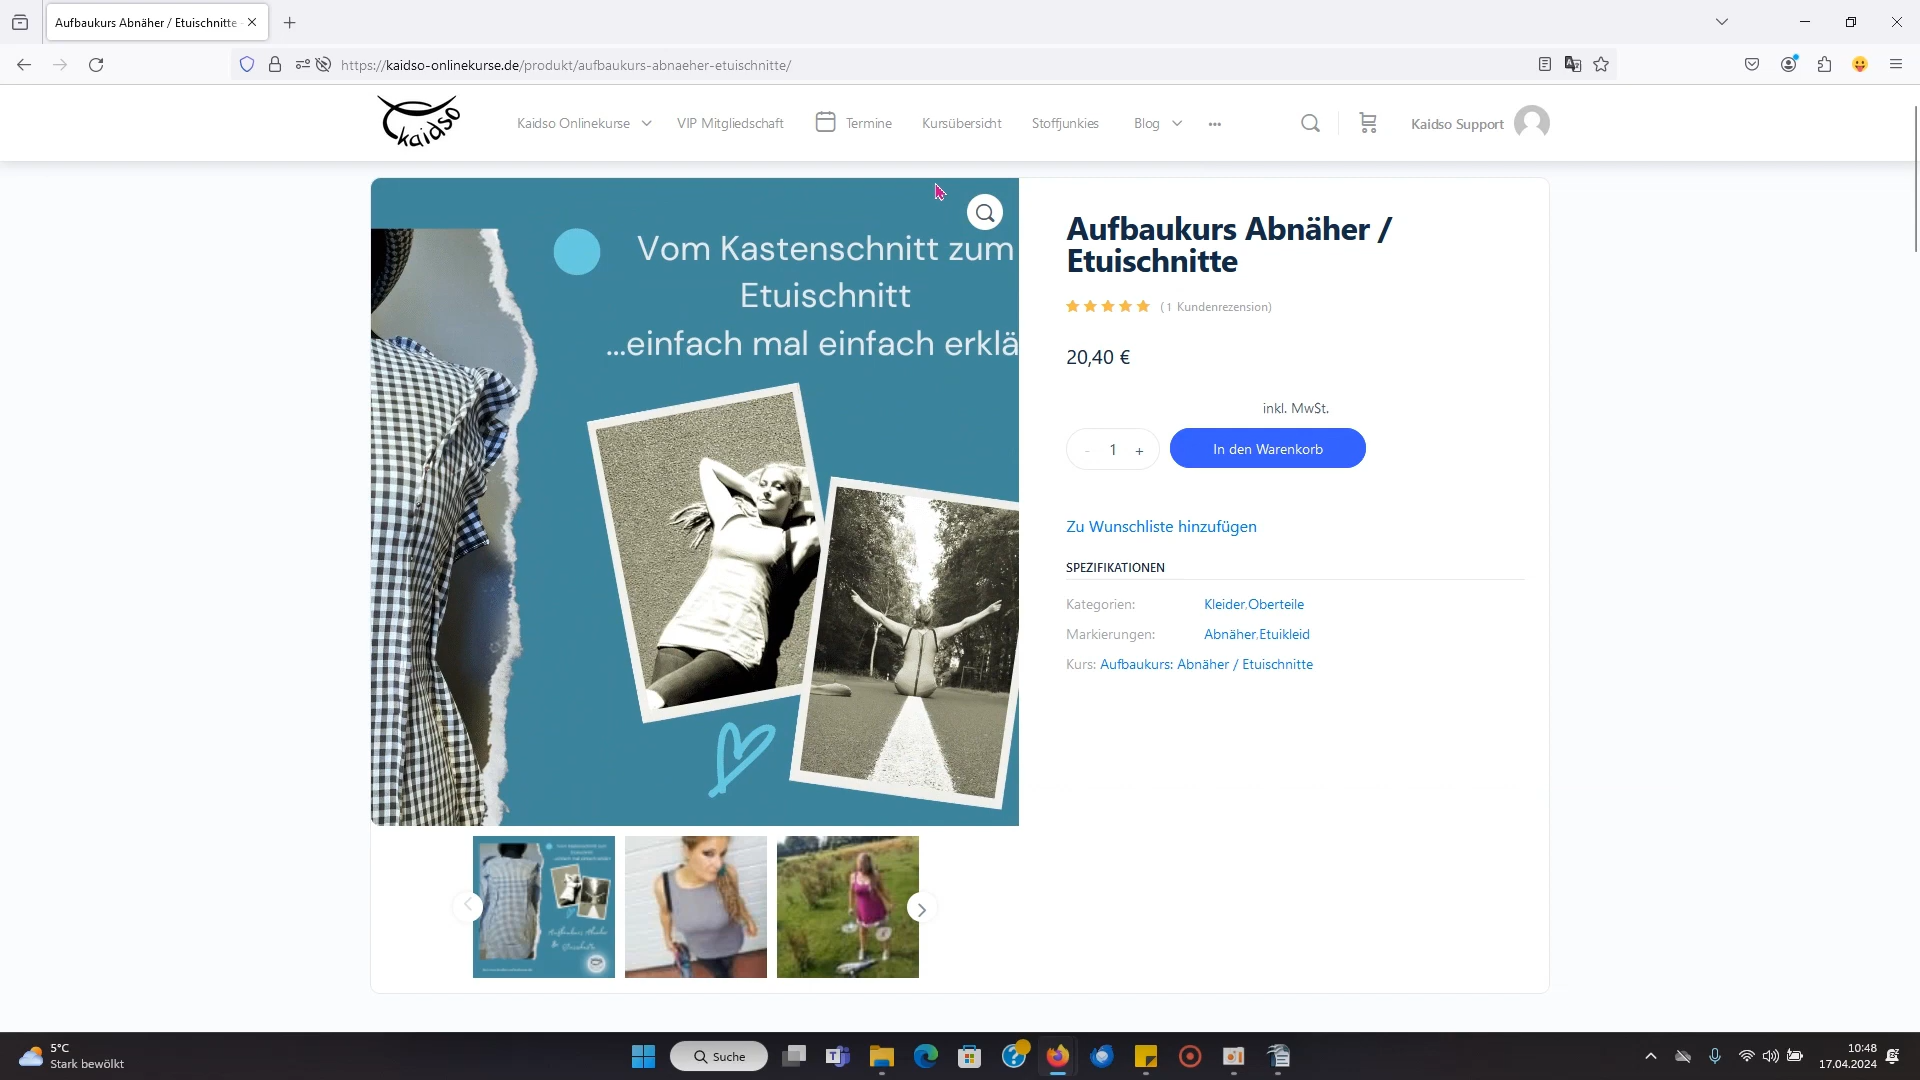 Aufbaukurs Abnäher / Etuischnitte
https://kaidso-onlinekurse.de/produkt/aufbaukurs-abnaeher-etuischnitte/
kaidso
Kaidso Onlinekurse
VIP Mitgliedschaft
Termine
Kursübersicht
Stoffjunkies
Blog
Kaidso Support
Vom Kastenschnitt zum
Etuischnitt
...einfach mal einfach erklä
Aufbaukurs Abnäher /
Etuischnitte
(1 Kundenrezension)
20,40 €
inkl. MwSt.
- 1 +
In den Warenkorb
Zu Wunschliste hinzufügen
SPEZIFIKATIONEN
Kategorien: Kleider,Oberteile
Markierungen: Abnäher,Etuikleid
Kurs: Aufbaukurs: Abnäher / Etuischnitte
5°C
Stark bewölkt
Suche
10:48
17.04.2024